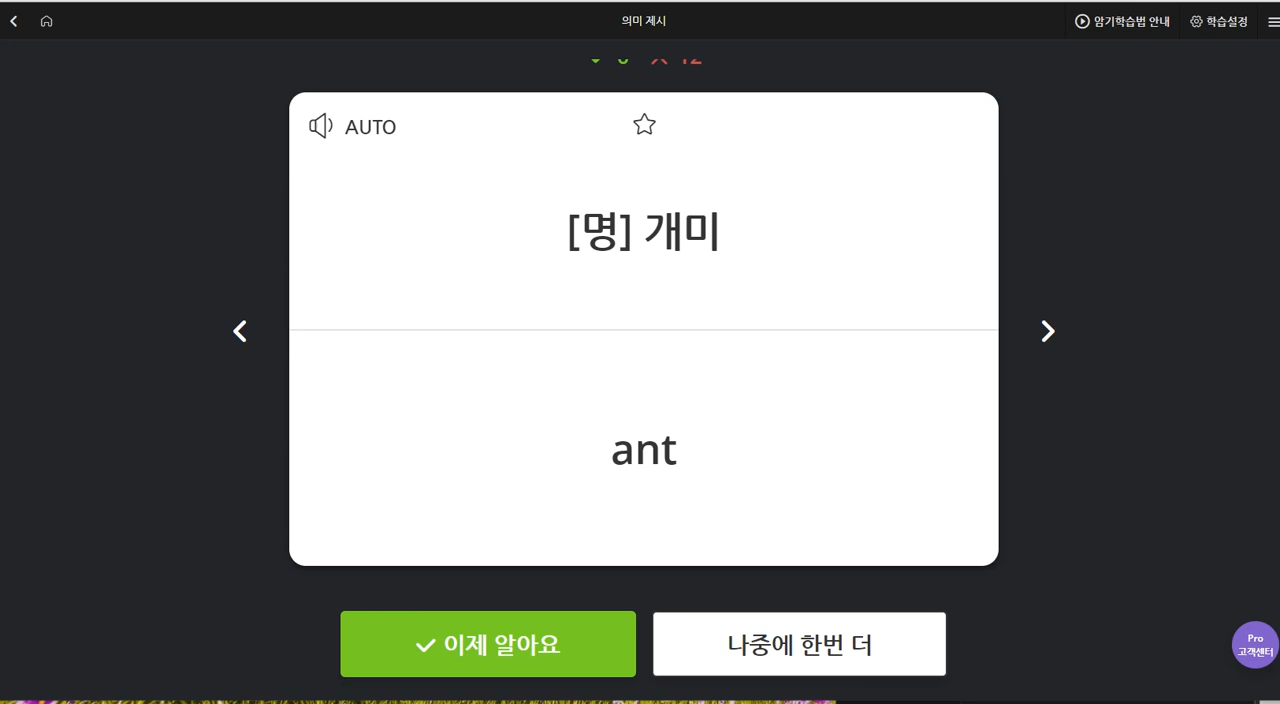 의미 제시
암기학습법 안내
학습설정
AUTO
[명] 개미
ant
이제 알아요
나중에 한번 더
Pro
고객센터